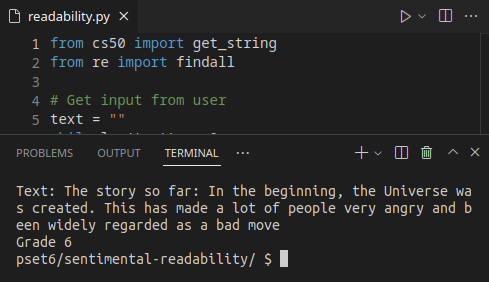 readability.py
1 from cs50 import get_string
2 from re import findall
3
4 # Get input from user
5 text = ""
PROBLEMS OUTPUT TERMINAL ...
Text: The story so far: In the beginning, the Universe wa
s created. This has made a lot of people very angry and b
een widely regarded as a bad move
Grade 6
pset6/sentimental-readability/ $